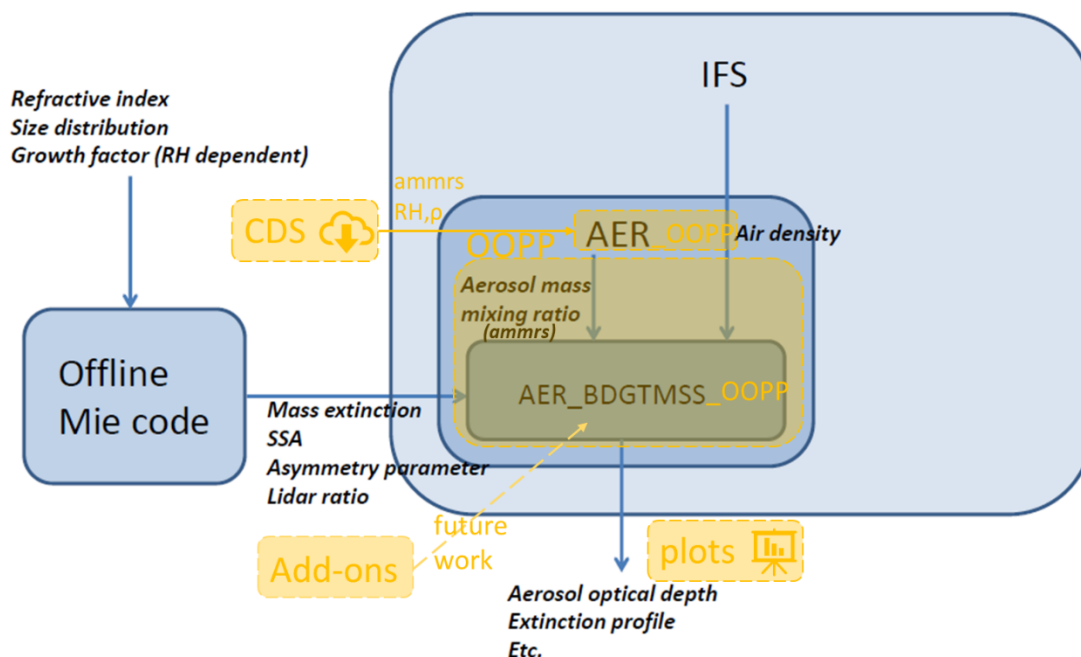 IFS
Refractive index
Size distribution
Growth factor (RH dependent)
ammrs
RH,ρ
CDS
OOPP
AER_OOPP
Air density
Aerosol mass
mixing ratio
(ammrs)
Offline
Mie code
AER_BDGTMSS_OOPP
Mass extinction
SSA
Asymmetry parameter
Lidar ratio
future
work
Add-ons
plots
Aerosol optical depth
Extinction profile
Etc.